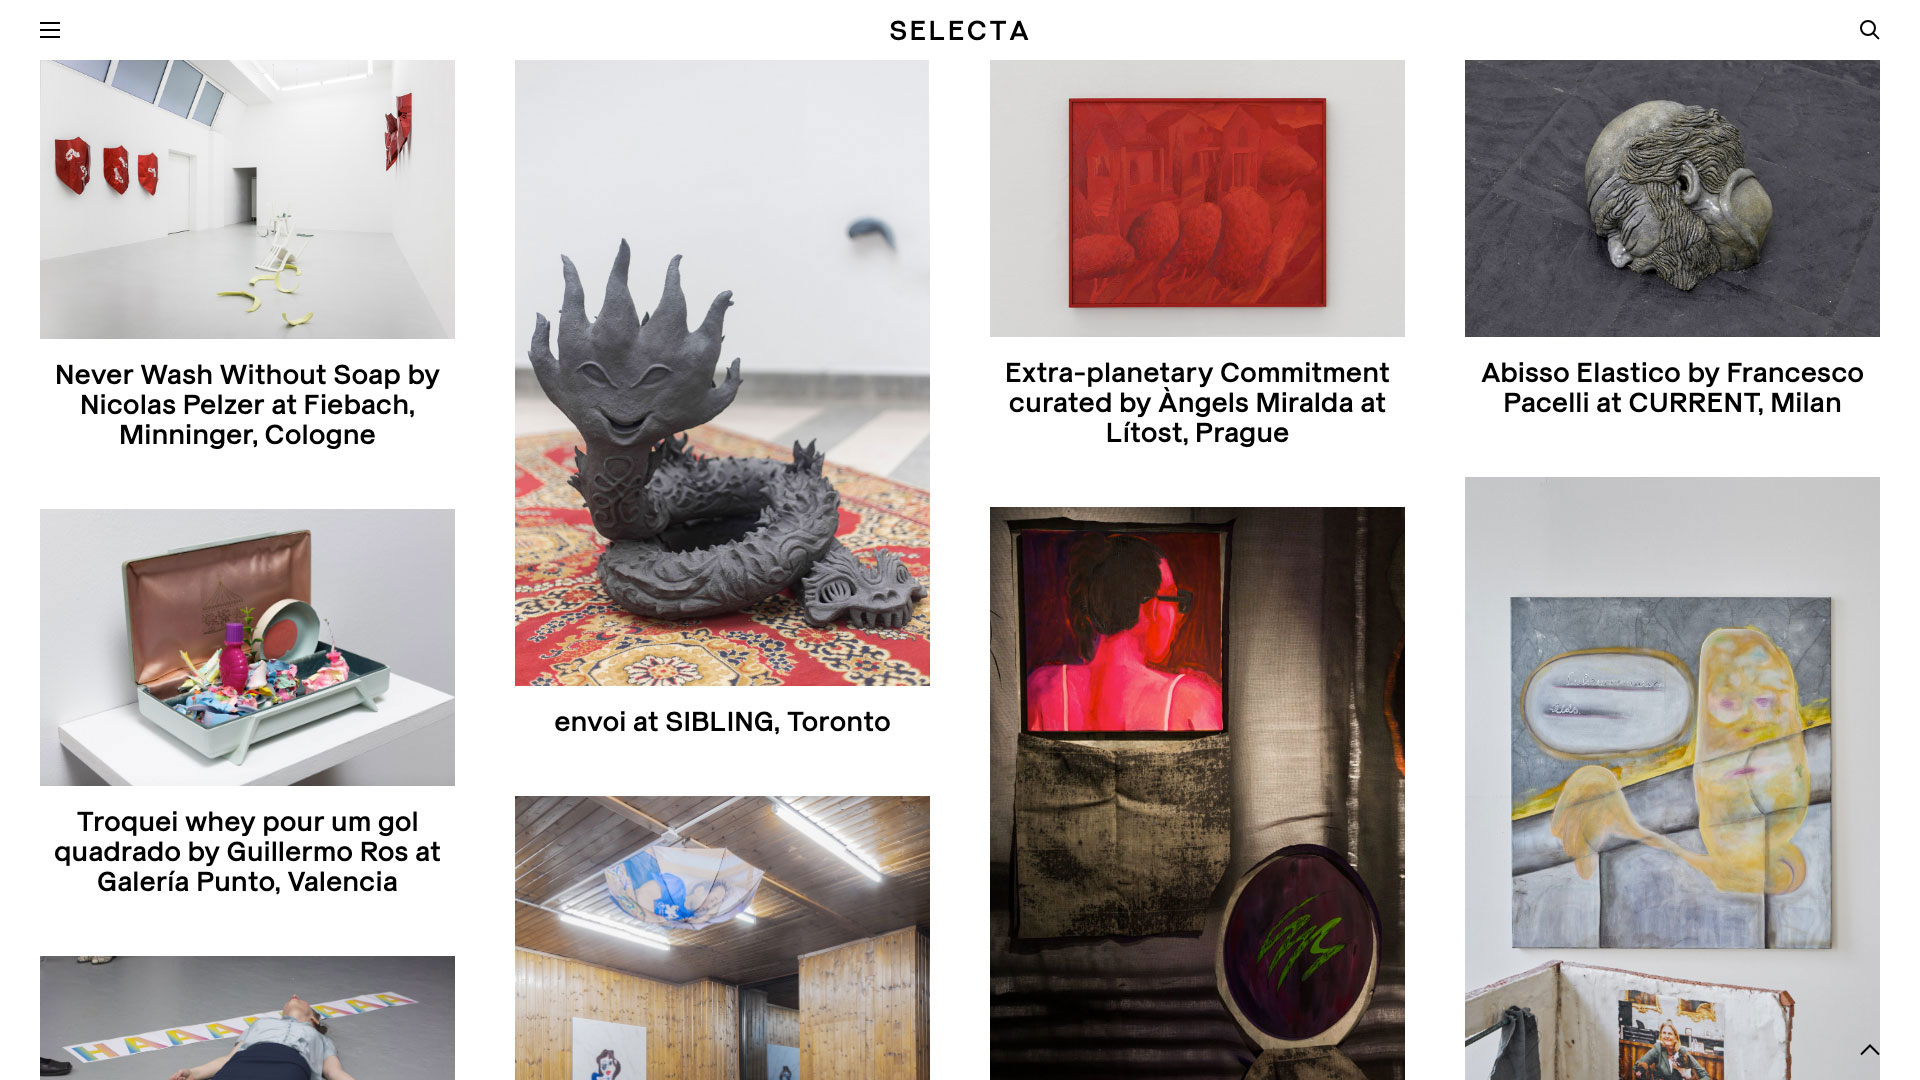 SELECTA
Never Wash Without Soap by
Nicolas Pelzer at Fiebach,
Minninger, Cologne
Troquei whey pour um gol
quadrado by Guillermo Ros at
Galería Punto, Valencia
envoi at SIBLING, Toronto
Extra-planetary Commitment
curated by Àngels Miralda at
Lítost, Prague
Abisso Elastico by Francesco
Pacelli at CURRENT, Milan